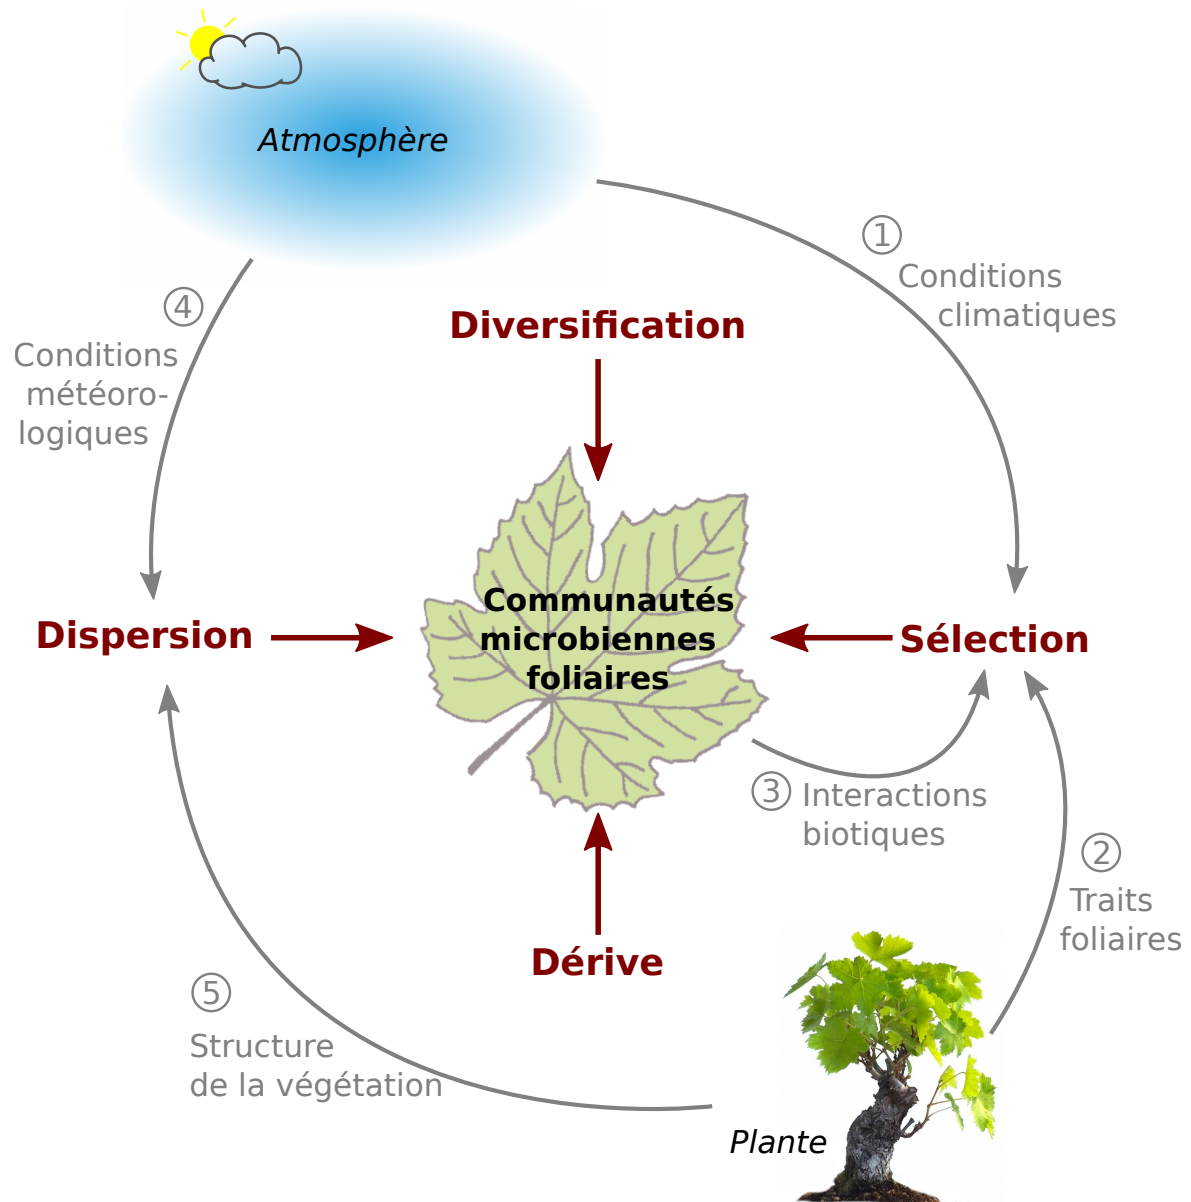 Atmosphère
①
Conditions
climatiques
④
Conditions
météoro-
logiques
Diversification
Communautés
microbiennes
foliaires
Dispersion
Sélection
③ Interactions
biotiques
②
Traits
foliaires
Dérive
⑤
Structure
de la végétation
Plante